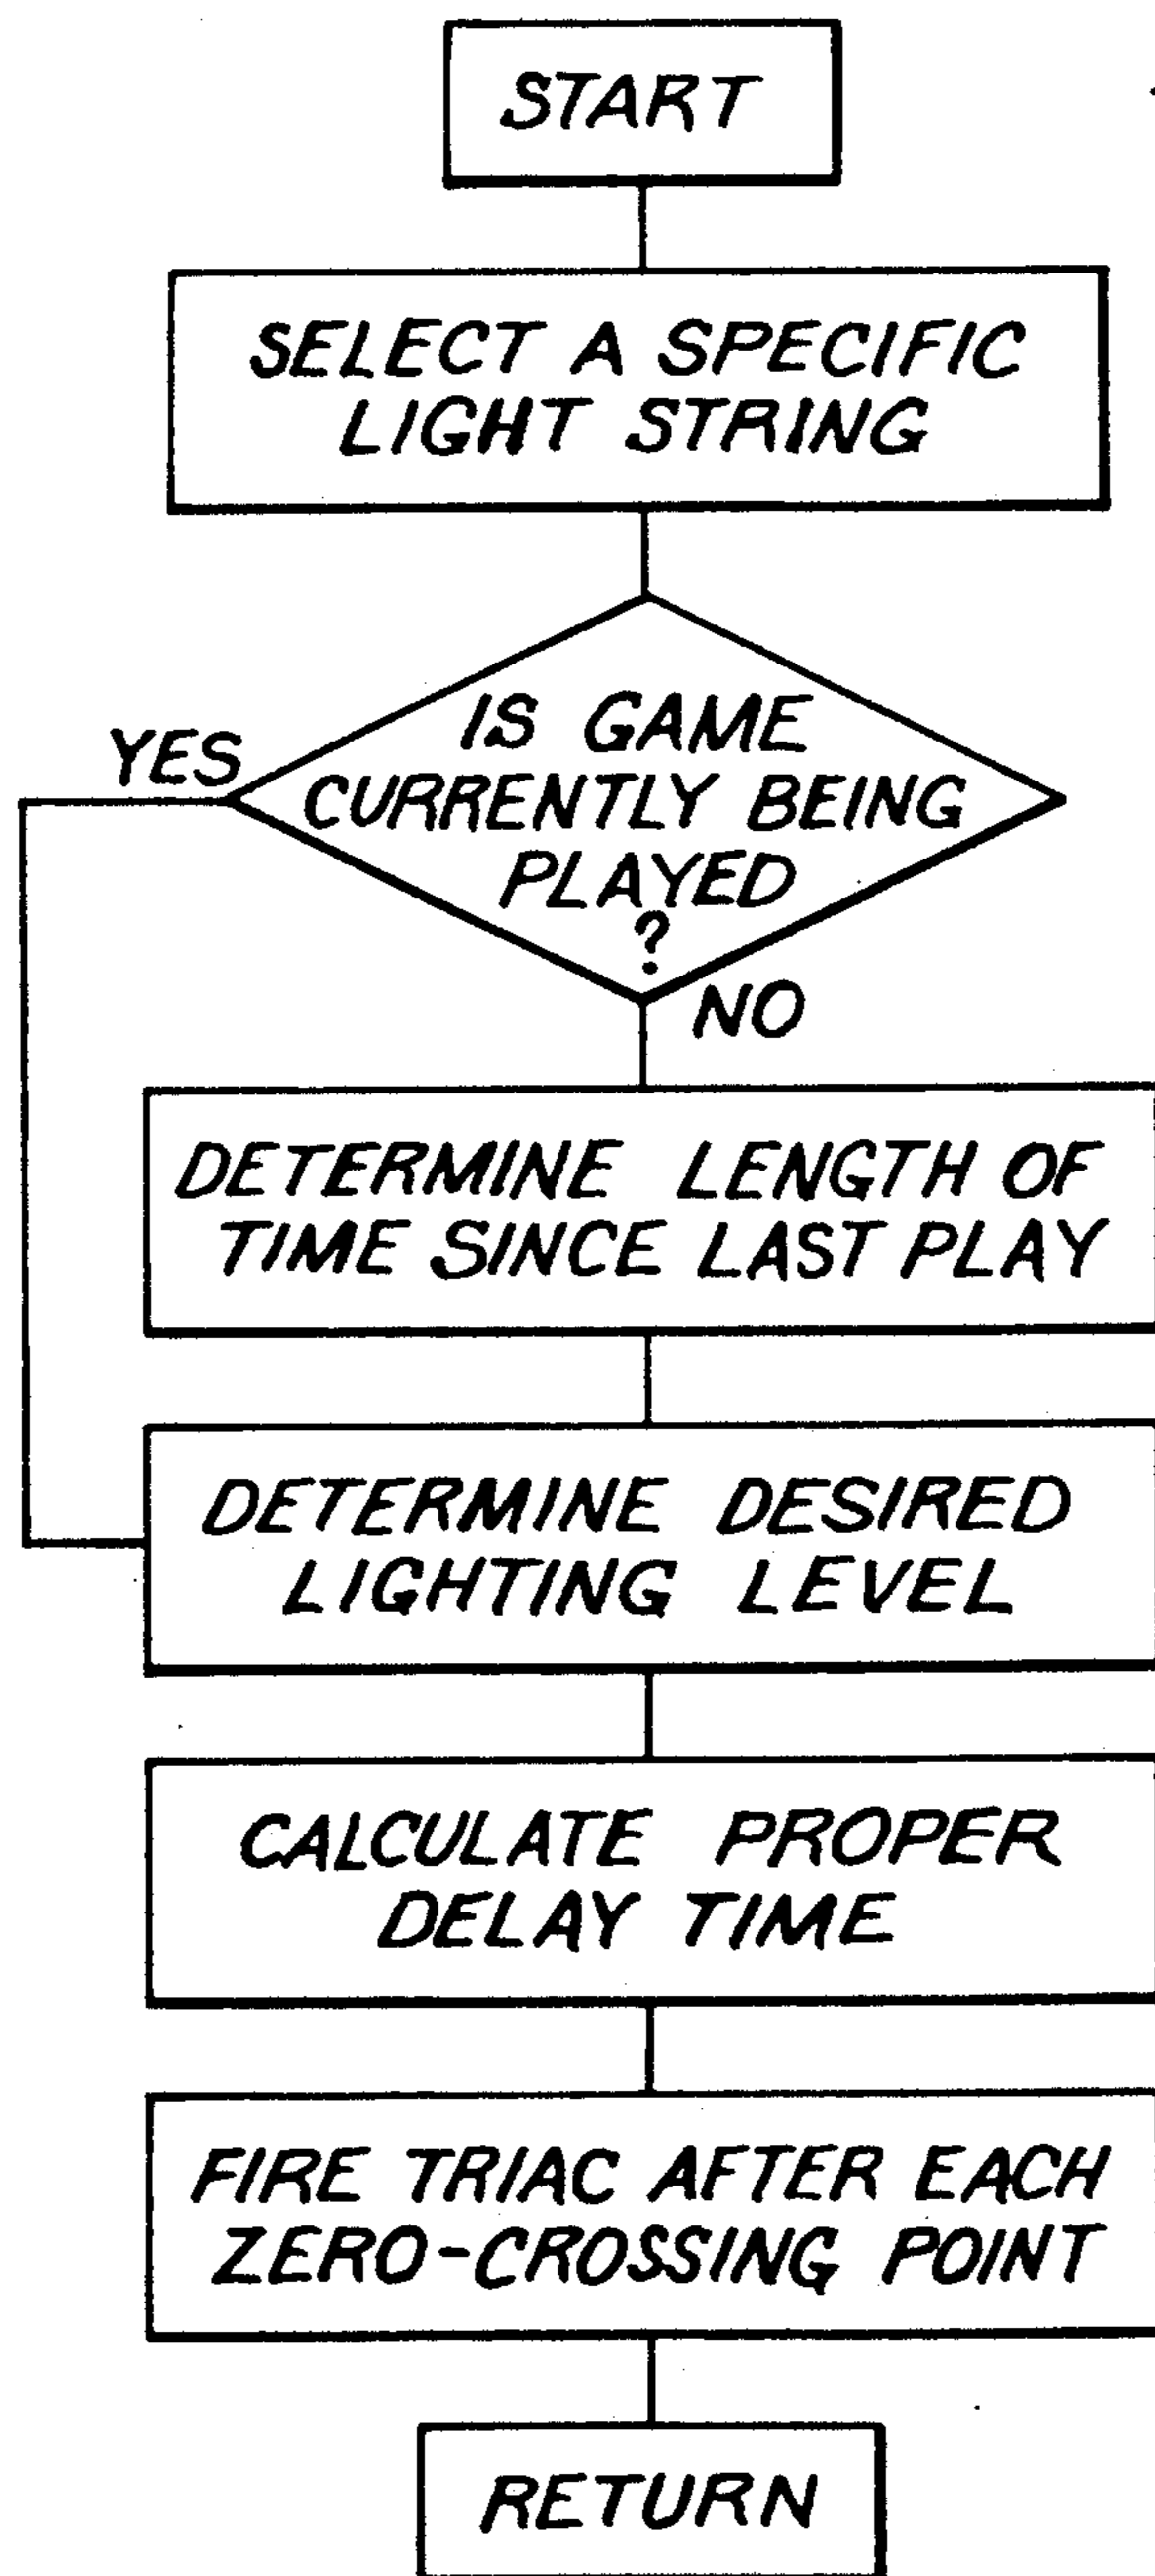 START
SELECT A SPECIFIC
LIGHT STRING
IS GAME
CURRENTLY BEING
PLAYED
?
YES
NO
DETERMINE LENGTH OF
TIME SINCE LAST PLAY
DETERMINE DESIRED
LIGHTING LEVEL
CALCULATE PROPER
DELAY TIME
FIRE TRIAC AFTER EACH
ZERO-CROSSING POINT
RETURN